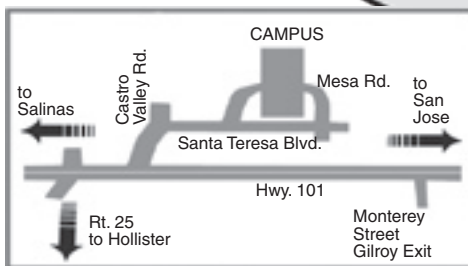 CAMPUS
Mesa Rd.
Castro
Valley Rd.
to
Salinas
to
San
Jose
Santa Teresa Blvd.
Hwy. 101
Rt. 25
to Hollister
Monterey
Street
Gilroy Exit